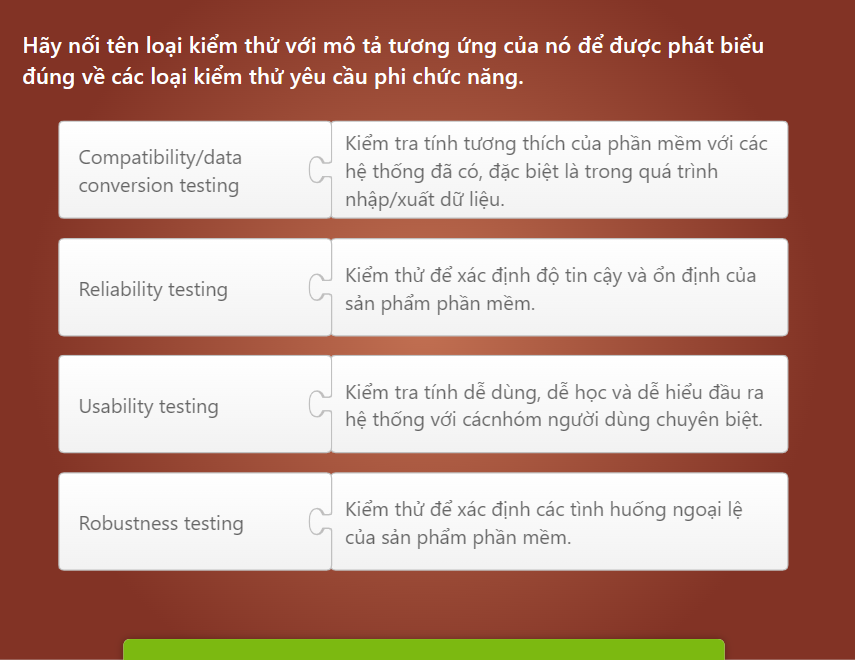 Hãy nối tên loại kiểm thử với mô tả tương ứng của nó để được phát biểu
đúng về các loại kiểm thử yêu cầu phi chức năng.
Compatibility/data
conversion testing
Kiểm tra tính tương thích của phần mềm với các
hệ thống đã có, đặc biệt là trong quá trình
nhập/xuất dữ liệu.
Reliability testing
Kiểm thử để xác định độ tin cậy và ổn định của
sản phẩm phần mềm.
Usability testing
Kiểm tra tính dễ dùng, dễ học và dễ hiểu đầu ra
hệ thống với cácnhóm người dùng chuyên biệt.
Robustness testing
Kiểm thử để xác định các tình huống ngoại lệ
của sản phẩm phần mềm.